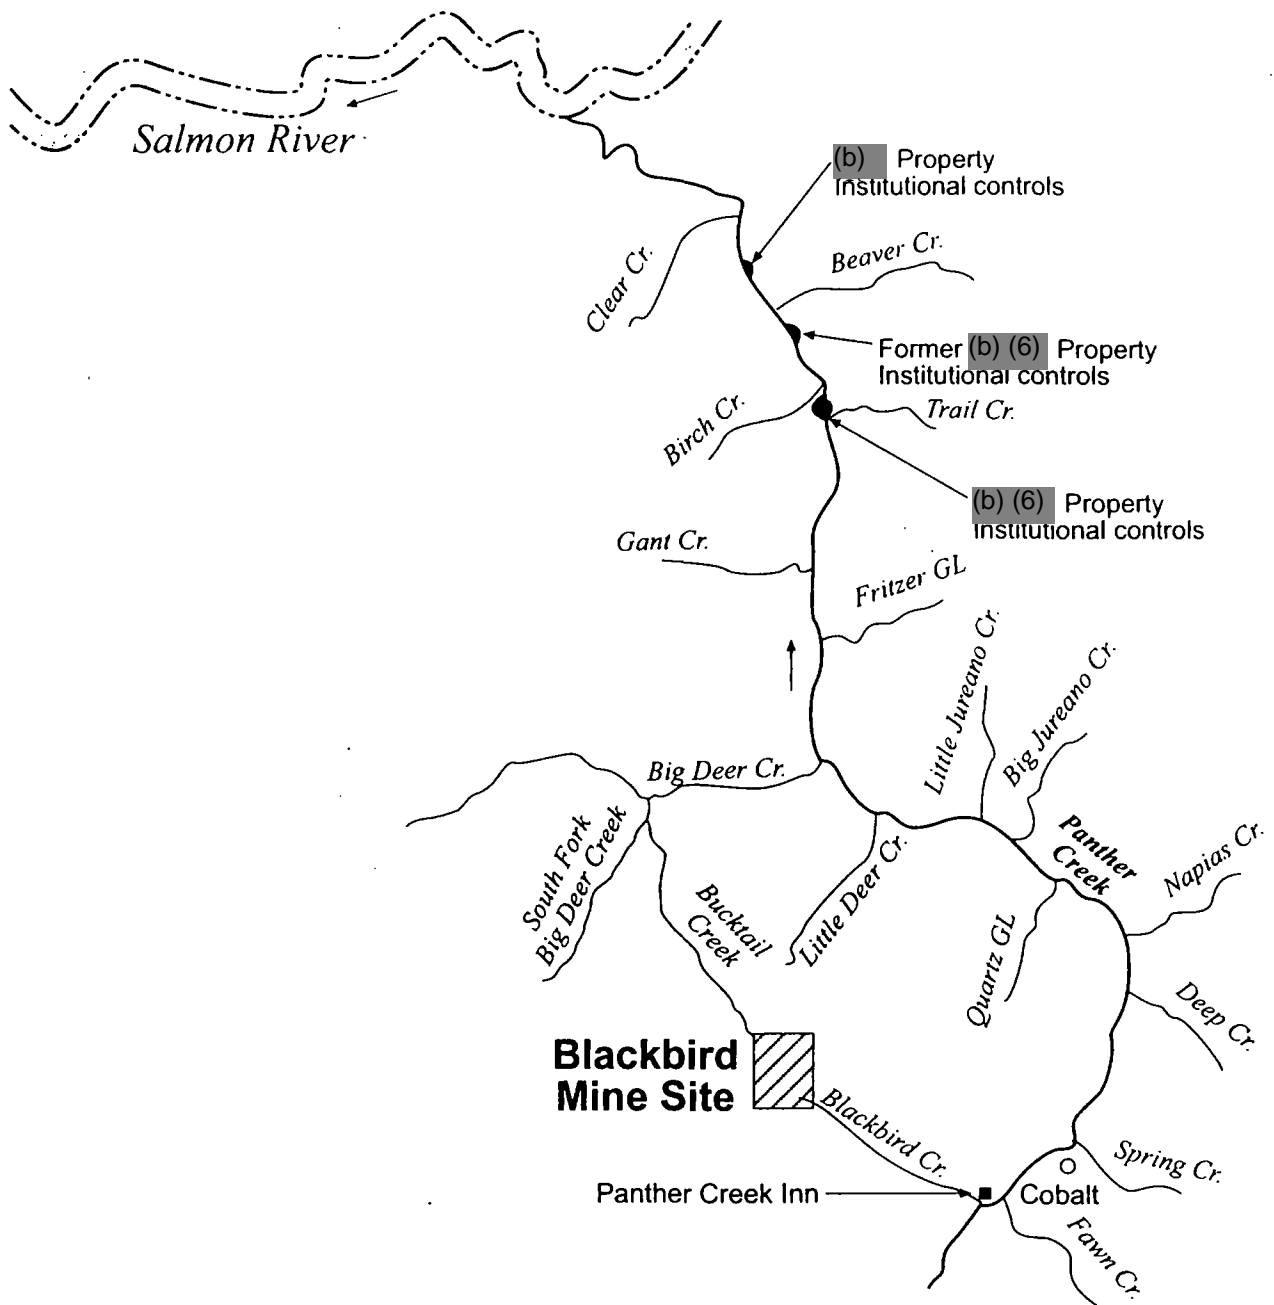 Salmon River
(b) Property
Institutional controls
Clear Cr.
Beaver Cr.
Former (b) (6) Property
Institutional controls
Birch Cr.
Trail Cr.
(b) (6) Property
Institutional controls
Gant Cr.
Fritzer GL
Little Jureano Cr.
Big Jureano Cr.
Big Deer Cr.
South Fork
Big Deer Creek
Bucktail
Creek
Little Deer Cr.
Panther
Creek
Napias Cr.
Quartz GL
Deep Cr.
Blackbird
Mine Site
Blackbird Cr.
Spring Cr.
Panther Creek Inn
Cobalt
Fawn Cr.